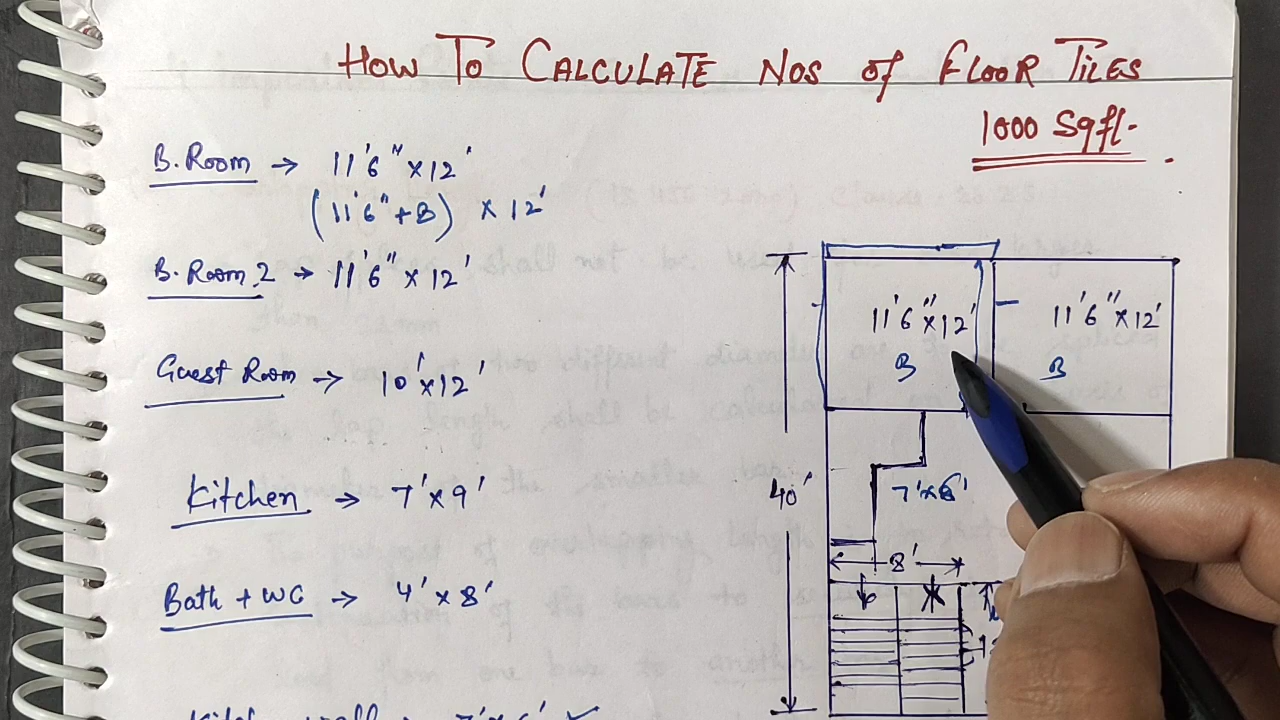 HOW TO CALCULATE NOS of FLOOR TILES
1000 Sqft.
B.Room → 11'6" × 12'
(11'6" + 8) × 12'
B.Room.2 → 11'6" × 12'
Guest Room → 10' × 12'
Kitchen → 7' × 9'
Bath + WC → 4' × 8'
11'6" × 12'
B
11'6" × 12'
B
40'
8'